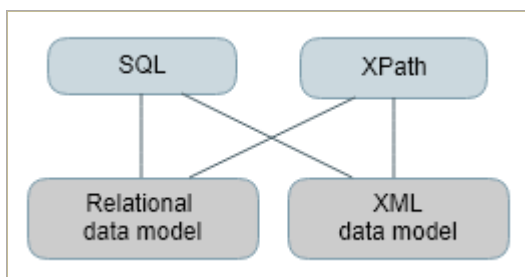 SQL
XPath
Relational
data model
XML
data model